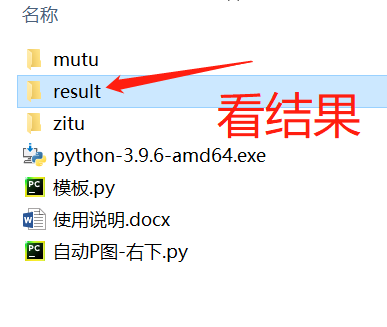 名称
mutu
result
看结果
zitu
python-3.9.6-amd64.exe
模板.py
使用说明.docx
自动P图-右下.py